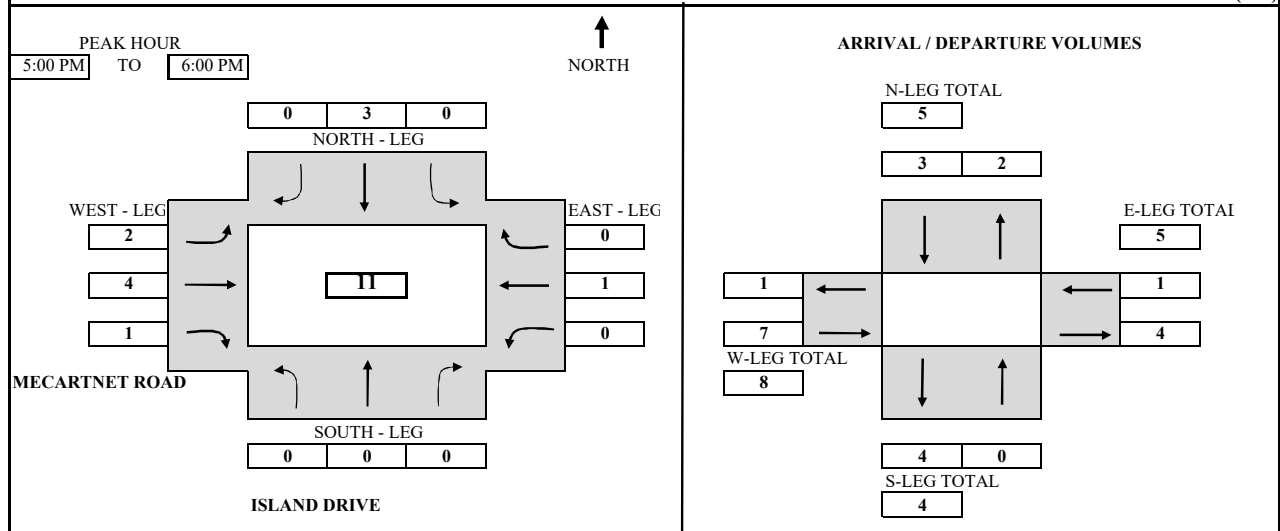 PEAK HOUR
5:00 PM TO 6:00 PM
NORTH
0 3 0
NORTH - LEG
WEST - LEG
EAST - LEG
2 0
4 11 1
1 0
MECARTNET ROAD
SOUTH - LEG
0 0 0
ISLAND DRIVE
ARRIVAL / DEPARTURE VOLUMES
N-LEG TOTAL
5
3 2
E-LEG TOTAL
5
1 1
7 4
W-LEG TOTAL
8
4 0
S-LEG TOTAL
4